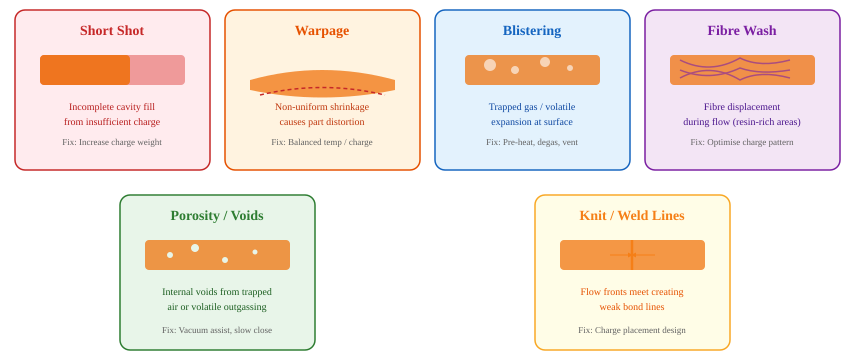 Short Shot
Incomplete cavity fill
from insufficient charge
Fix: Increase charge weight
Warpage
Non-uniform shrinkage
causes part distortion
Fix: Balanced temp / charge
Blistering
Trapped gas / volatile
expansion at surface
Fix: Pre-heat, degas, vent
Fibre Wash
Fibre displacement
during flow (resin-rich areas)
Fix: Optimise charge pattern
Porosity / Voids
Internal voids from trapped
air or volatile outgassing
Fix: Vacuum assist, slow close
Knit / Weld Lines
Flow fronts meet creating
weak bond lines
Fix: Charge placement design